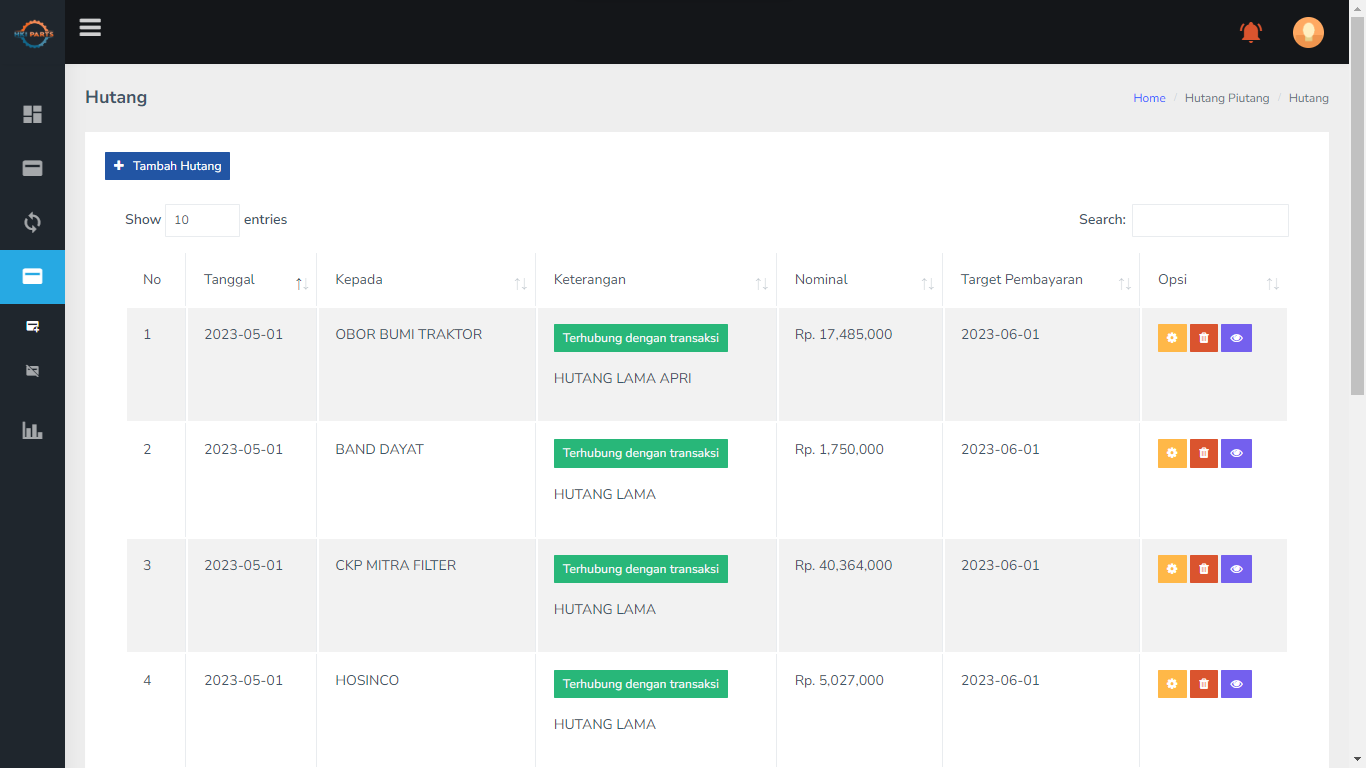 HKI PARTS
Hutang
Home / Hutang Piutang / Hutang
Tambah Hutang
Show 10 entries
Search:
No Tanggal Kepada Keterangan Nominal Target Pembayaran Opsi
1 2023-05-01 OBOR BUMI TRAKTOR Terhubung dengan transaksi Rp. 17,485,000 2023-06-01
HUTANG LAMA APRI
2 2023-05-01 BAND DAYAT Terhubung dengan transaksi Rp. 1,750,000 2023-06-01
HUTANG LAMA
3 2023-05-01 CKP MITRA FILTER Terhubung dengan transaksi Rp. 40,364,000 2023-06-01
HUTANG LAMA
4 2023-05-01 HOSINCO Terhubung dengan transaksi Rp. 5,027,000 2023-06-01
HUTANG LAMA